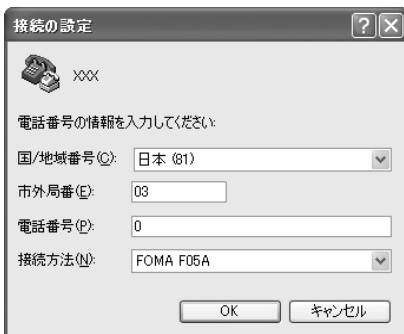 接続の設定
XXX
電話番号の情報を入力してください:
国/地域番号(C): 日本 (81)
市外局番(E): 03
電話番号(P): 0
接続方法(N): FOMA F05A
OK キャンセル